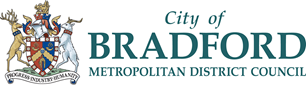 City of
BRADFORD
METROPOLITAN DISTRICT COUNCIL
PROGRESS INDUSTRY HUMANITY